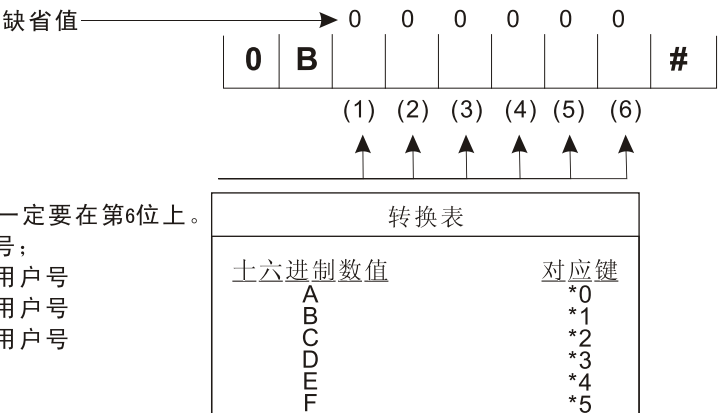 缺省值 0 0 0 0 0 0
0 B #
(1) (2) (3) (4) (5) (6)
一定要在第6位上。
号；
用户号
用户号
用户号
转换表
十六进制数值 对应键
A *0
B *1
C *2
D *3
E *4
F *5